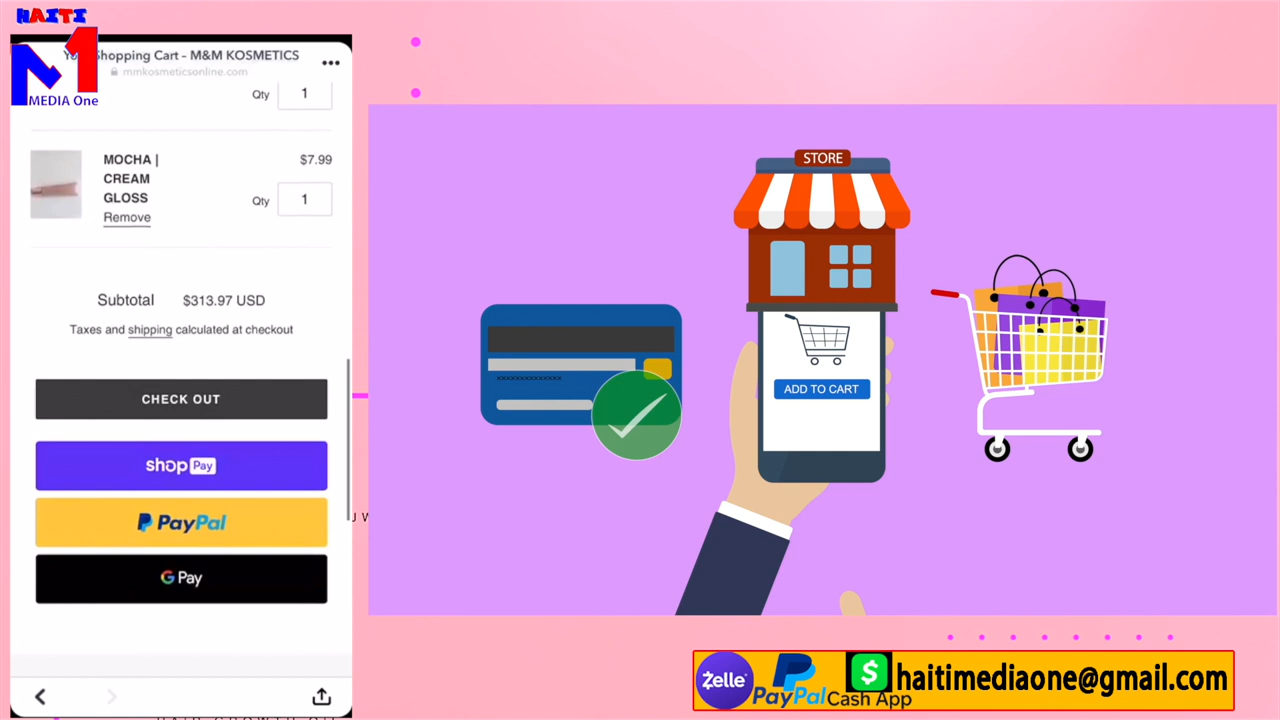 HAITI
M1
MEDIA One
Shopping Cart – M&M KOSMETICS
mmkosmeticsonline.com
Qty 1
MOCHA | $7.99
CREAM
GLOSS Qty 1
Remove
Subtotal $313.97 USD
Taxes and shipping calculated at checkout
CHECK OUT
shop Pay
PayPal
G Pay
STORE
ADD TO CART
xxxxxxxxxxxxxx
Zelle
PayPal
$
Cash App
haitimediaone@gmail.com